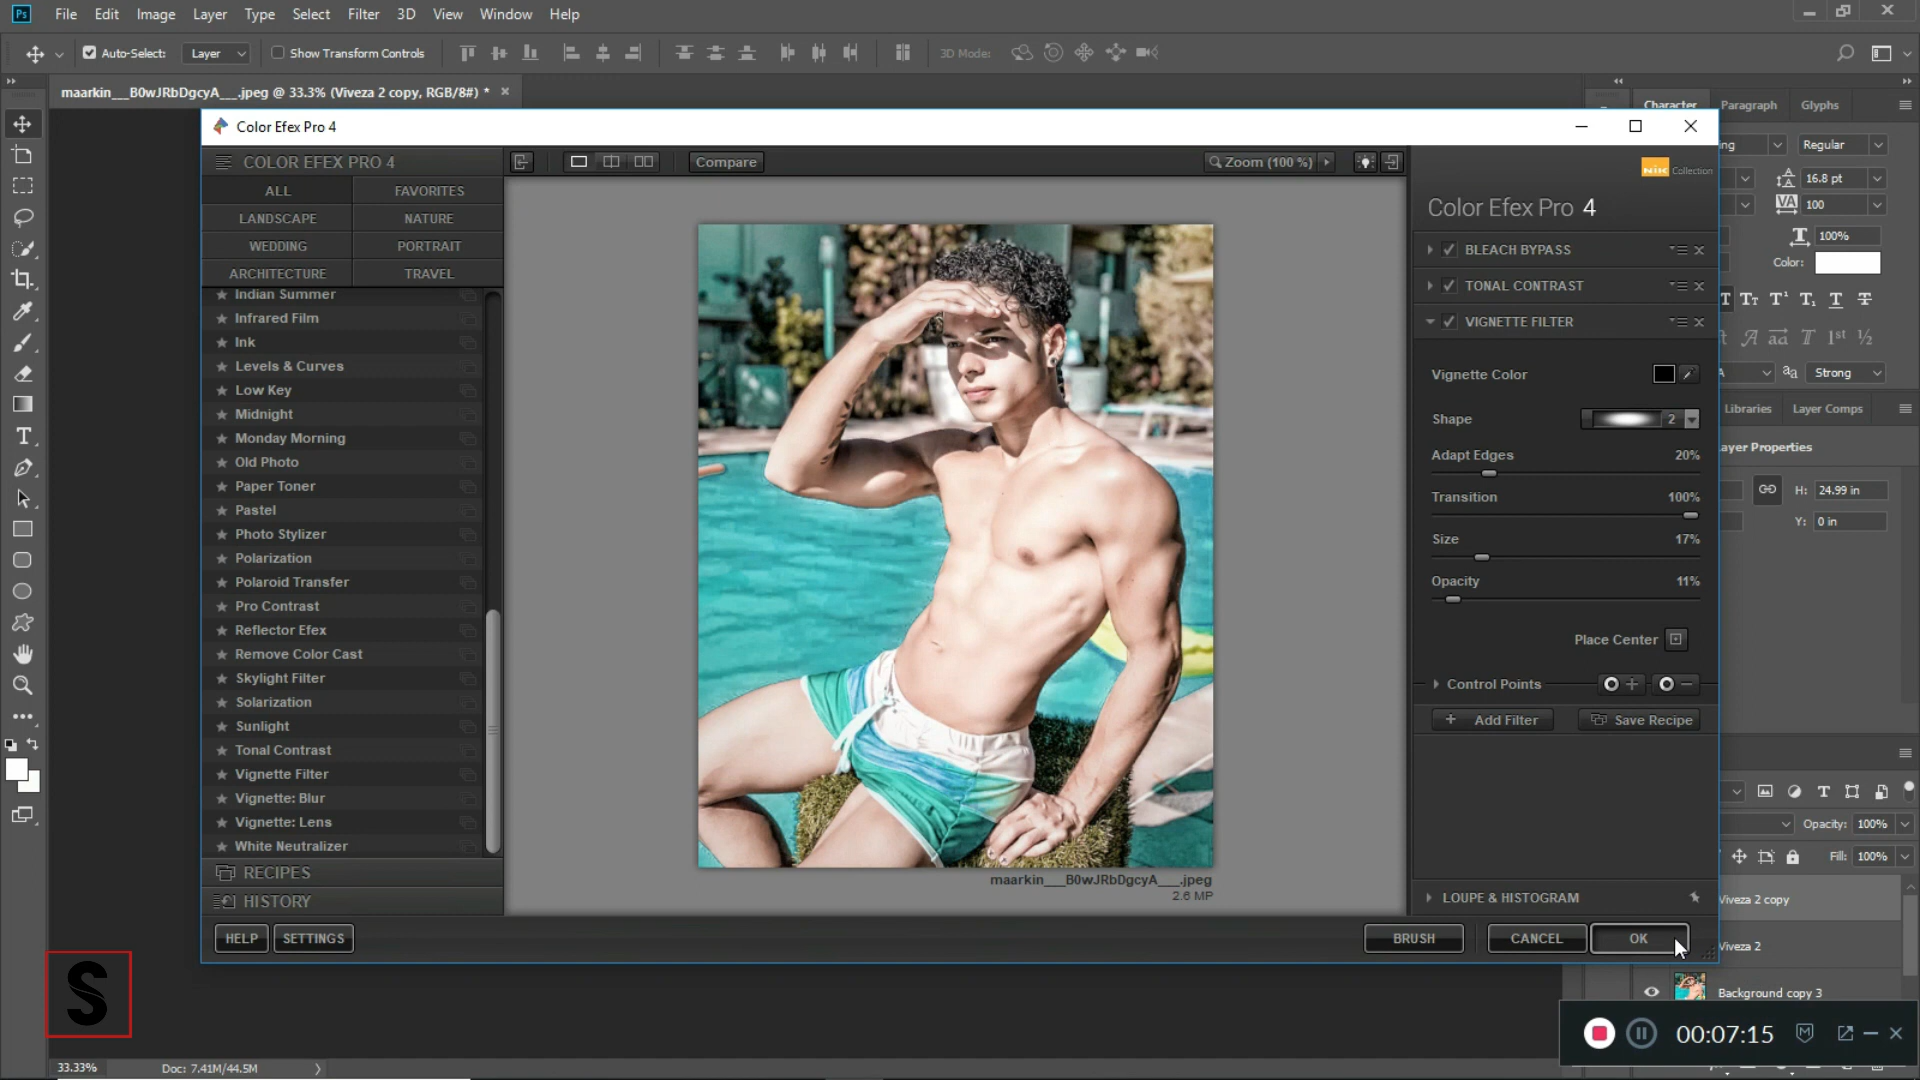 Ps File Edit Image Layer Type Select Filter 3D View Window Help
Auto-Select: Layer Show Transform Controls 3D Mode:
maarkin___B0wJRbDgcyA___.jpeg @ 33.3% (Viveza 2 copy, RGB/8#) *
Character Paragraph Glyphs
Color Efex Pro 4
COLOR EFEX PRO 4
Compare
Zoom (100 %)
Nik Collection
ALL FAVORITES
LANDSCAPE NATURE
WEDDING PORTRAIT
ARCHITECTURE TRAVEL
Indian Summer
Infrared Film
Ink
Levels & Curves
Low Key
Midnight
Monday Morning
Old Photo
Paper Toner
Pastel
Photo Stylizer
Polarization
Polaroid Transfer
Pro Contrast
Reflector Efex
Remove Color Cast
Skylight Filter
Solarization
Sunlight
Tonal Contrast
Vignette Filter
Vignette: Blur
Vignette: Lens
White Neutralizer
RECIPES
HISTORY
HELP SETTINGS
maarkin___B0wJRbDgcyA___.jpeg
2.6 MP
Color Efex Pro 4
BLEACH BYPASS
TONAL CONTRAST
VIGNETTE FILTER
Vignette Color
Shape 2
Adapt Edges 20%
Transition 100%
Size 17%
Opacity 11%
Place Center
Control Points
Add Filter Save Recipe
LOUPE & HISTOGRAM
BRUSH CANCEL OK
ng Regular
16.8 pt
100
100%
Color:
Strong
Libraries Layer Comps
ayer Properties
H: 24.99 in
Y: 0 in
Opacity: 100%
Fill: 100%
Viveza 2 copy
Viveza 2
Background copy 3
00:07:15
S
33.33% Doc: 7.41M/44.5M